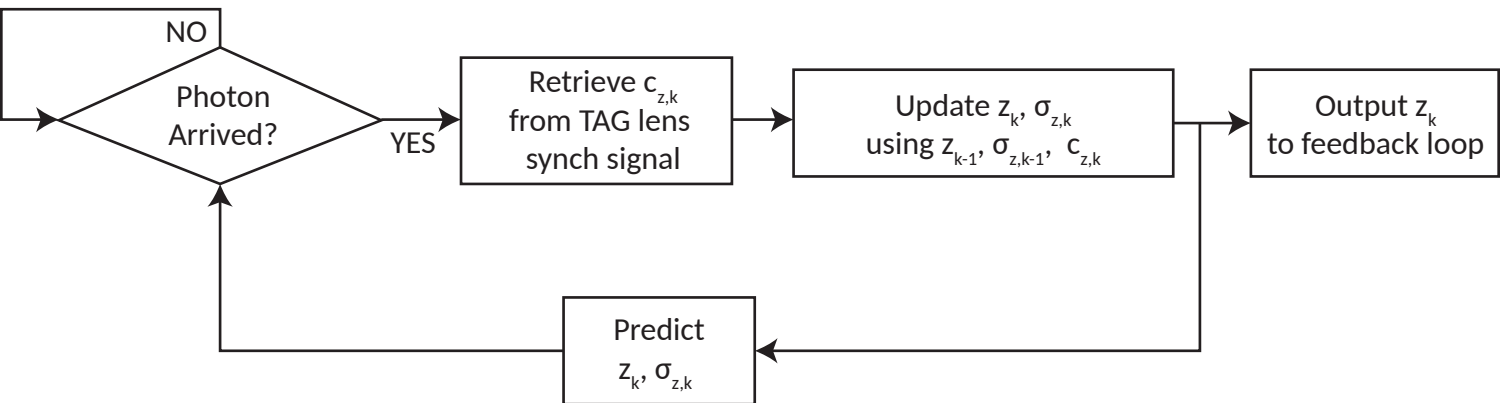 NO
Photon
Arrived?
YES
Retrieve c_z,k
from TAG lens
synch signal
Update z_k, σ_z,k
using z_k-1, σ_z,k-1, c_z,k
Output z_k
to feedback loop
Predict
z_k, σ_z,k